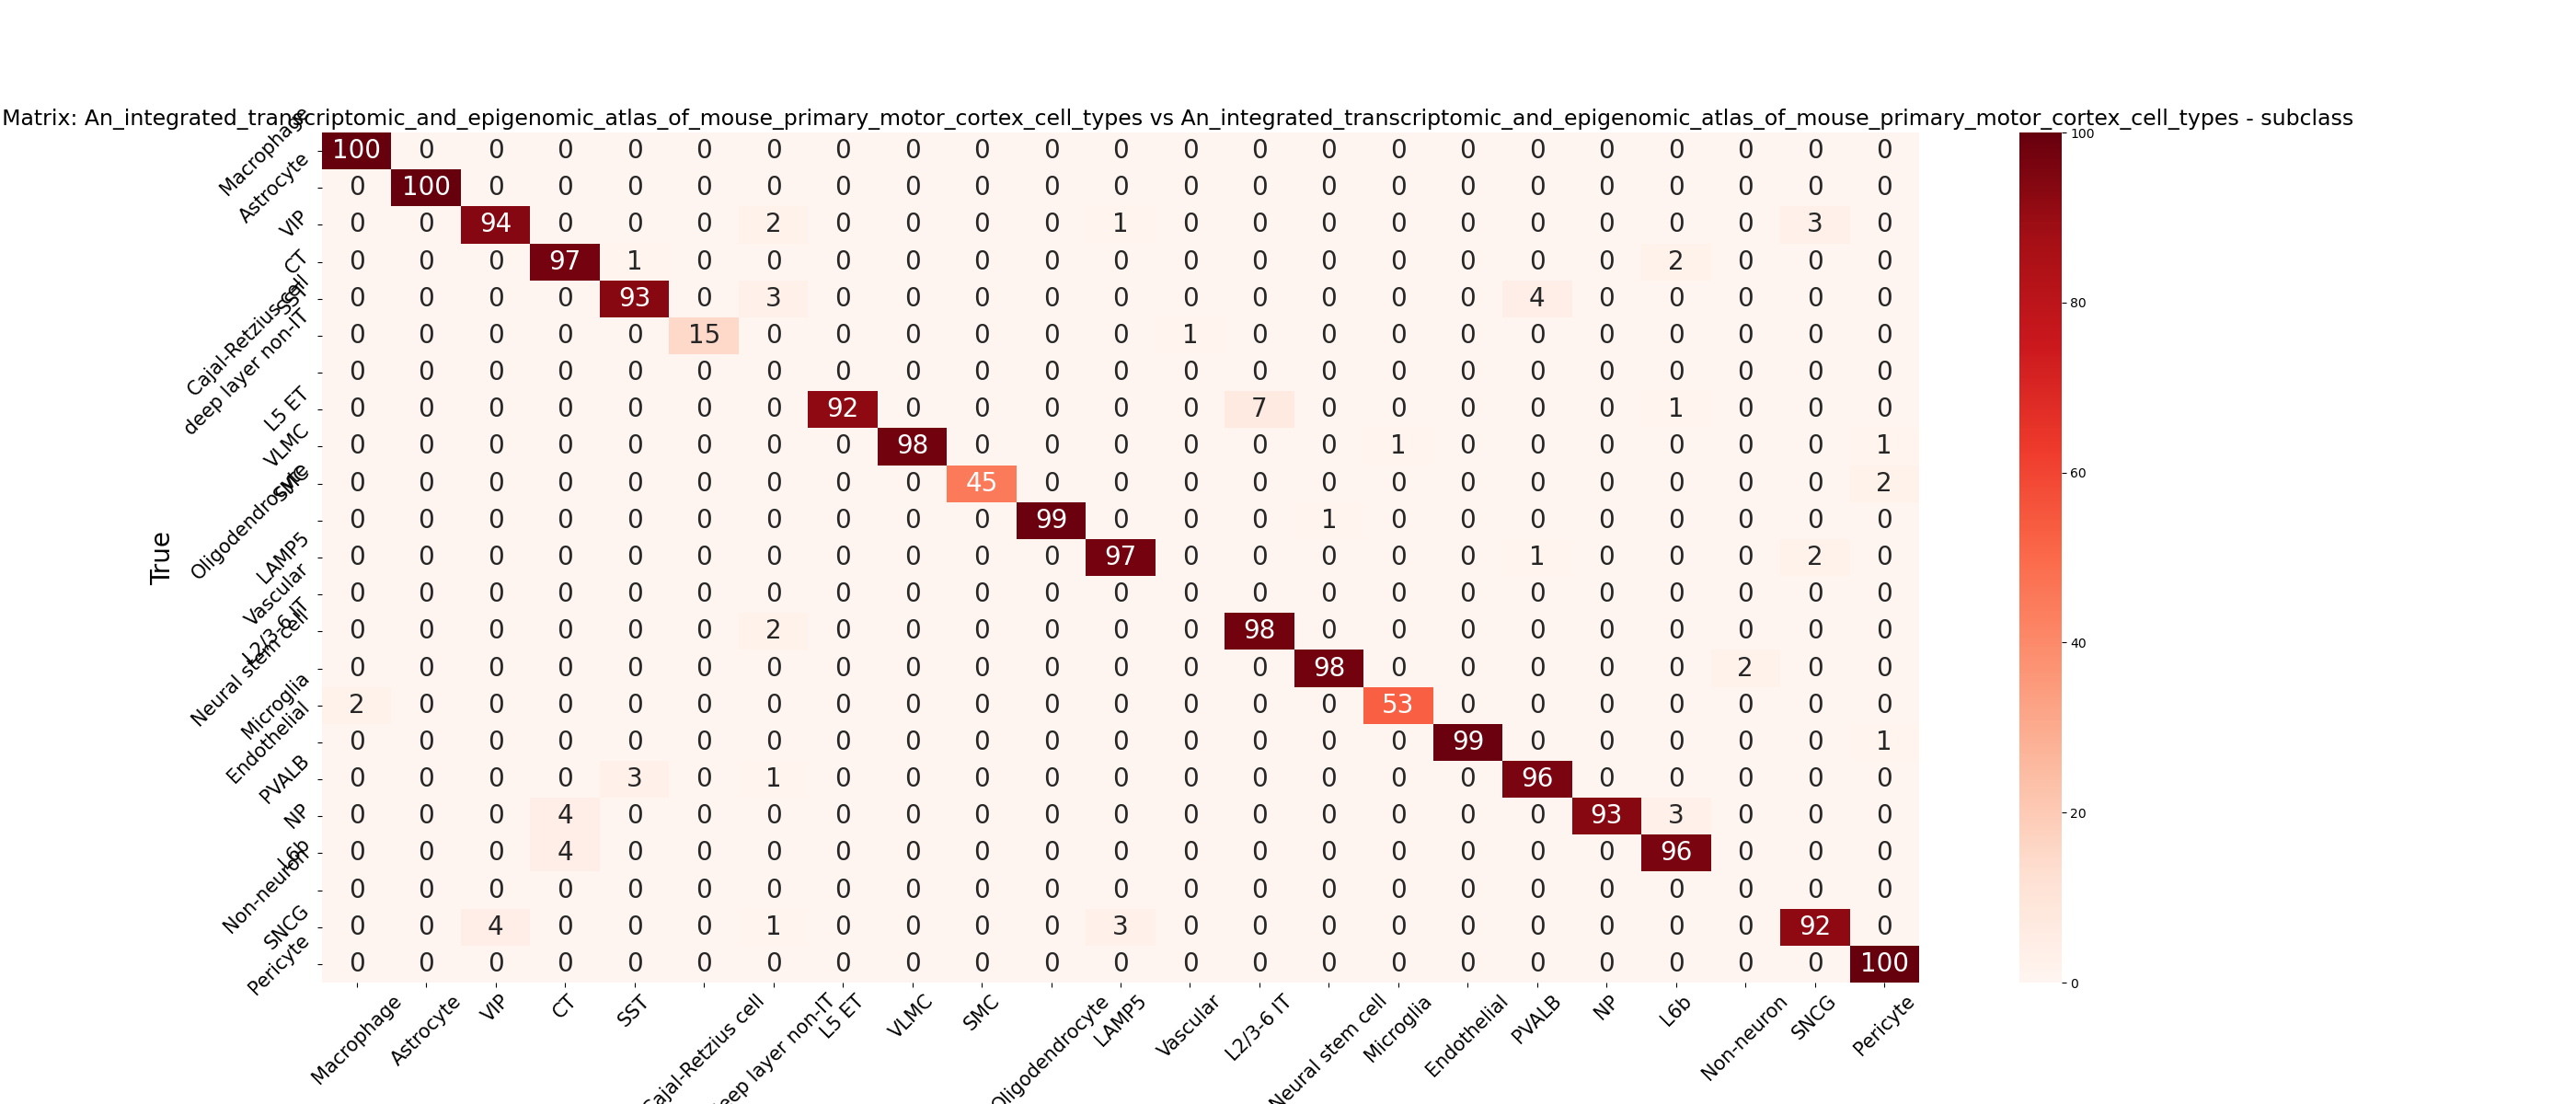 Matrix: An_integrated_transcriptomic_and_epigenomic_atlas_of_mouse_primary_motor_cortex_cell_types vs An_integrated_transcriptomic_and_epigenomic_atlas_of_mouse_primary_motor_cortex_cell_types - subclass
True
Macrophage 100 0 0 0 0 0 0 0 0 0 0 0 0 0 0 0 0 0 0 0 0 0 0
Astrocyte 0 100 0 0 0 0 0 0 0 0 0 0 0 0 0 0 0 0 0 0 0 0 0
VIP 0 0 94 0 0 0 2 0 0 0 0 1 0 0 0 0 0 0 0 0 0 3 0
CT 0 0 0 97 1 0 0 0 0 0 0 0 0 0 0 0 0 0 0 2 0 0 0
SST 0 0 0 0 93 0 3 0 0 0 0 0 0 0 0 0 0 4 0 0 0 0 0
Cajal-Retzius cell 0 0 0 0 0 15 0 0 0 0 0 0 1 0 0 0 0 0 0 0 0 0 0
deep layer non-IT 0 0 0 0 0 0 0 0 0 0 0 0 0 0 0 0 0 0 0 0 0 0 0
L5 ET 0 0 0 0 0 0 0 92 0 0 0 0 0 7 0 0 0 0 0 1 0 0 0
VLMC 0 0 0 0 0 0 0 0 98 0 0 0 0 0 0 1 0 0 0 0 0 0 1
SMC 0 0 0 0 0 0 0 0 0 45 0 0 0 0 0 0 0 0 0 0 0 0 2
Oligodendrocyte 0 0 0 0 0 0 0 0 0 0 99 0 0 0 1 0 0 0 0 0 0 0 0
LAMP5 0 0 0 0 0 0 0 0 0 0 0 97 0 0 0 0 0 1 0 0 0 2 0
Vascular 0 0 0 0 0 0 0 0 0 0 0 0 0 0 0 0 0 0 0 0 0 0 0
L2/3-6 IT 0 0 0 0 0 0 2 0 0 0 0 0 0 98 0 0 0 0 0 0 0 0 0
Neural stem cell 0 0 0 0 0 0 0 0 0 0 0 0 0 0 98 0 0 0 0 0 2 0 0
Microglia 2 0 0 0 0 0 0 0 0 0 0 0 0 0 0 53 0 0 0 0 0 0 0
Endothelial 0 0 0 0 0 0 0 0 0 0 0 0 0 0 0 0 99 0 0 0 0 0 1
PVALB 0 0 0 0 3 0 1 0 0 0 0 0 0 0 0 0 0 96 0 0 0 0 0
NP 0 0 0 4 0 0 0 0 0 0 0 0 0 0 0 0 0 0 93 3 0 0 0
L6b 0 0 0 4 0 0 0 0 0 0 0 0 0 0 0 0 0 0 0 96 0 0 0
Non-neuron 0 0 0 0 0 0 0 0 0 0 0 0 0 0 0 0 0 0 0 0 0 0 0
SNCG 0 0 4 0 0 0 1 0 0 0 0 3 0 0 0 0 0 0 0 0 0 92 0
Pericyte 0 0 0 0 0 0 0 0 0 0 0 0 0 0 0 0 0 0 0 0 0 0 100
Macrophage
Astrocyte
VIP
CT
SST
Cajal-Retzius cell
deep layer non-IT
L5 ET
VLMC
SMC
Oligodendrocyte
LAMP5
Vascular
L2/3-6 IT
Neural stem cell
Microglia
Endothelial
PVALB
NP
L6b
Non-neuron
SNCG
Pericyte
100
80
60
40
20
0